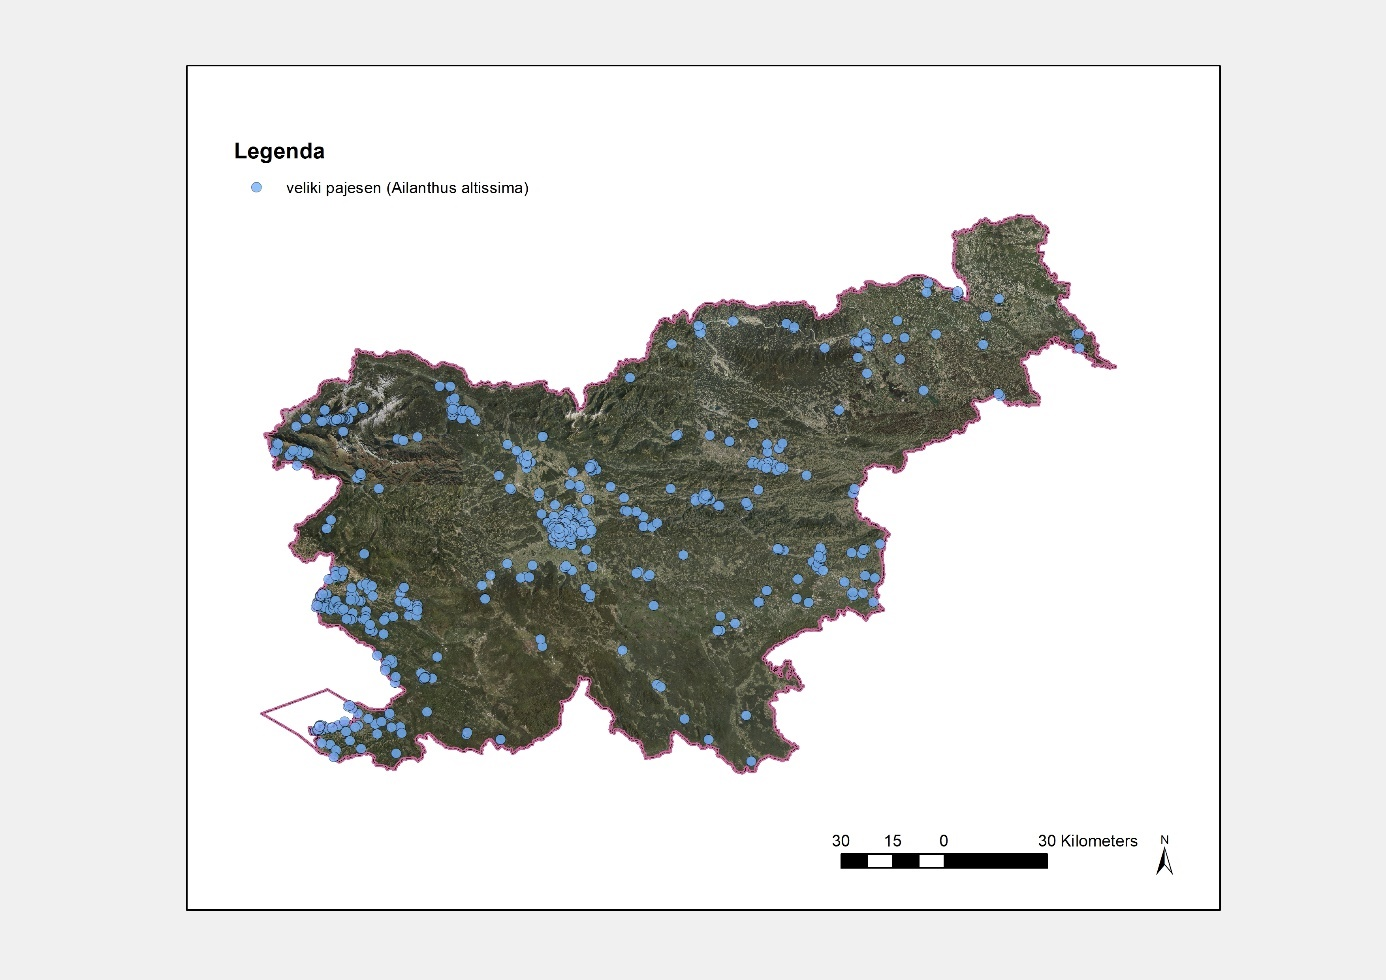 Legenda
veliki pajesen (Ailanthus altissima)
30 15 0 30 Kilometers
N